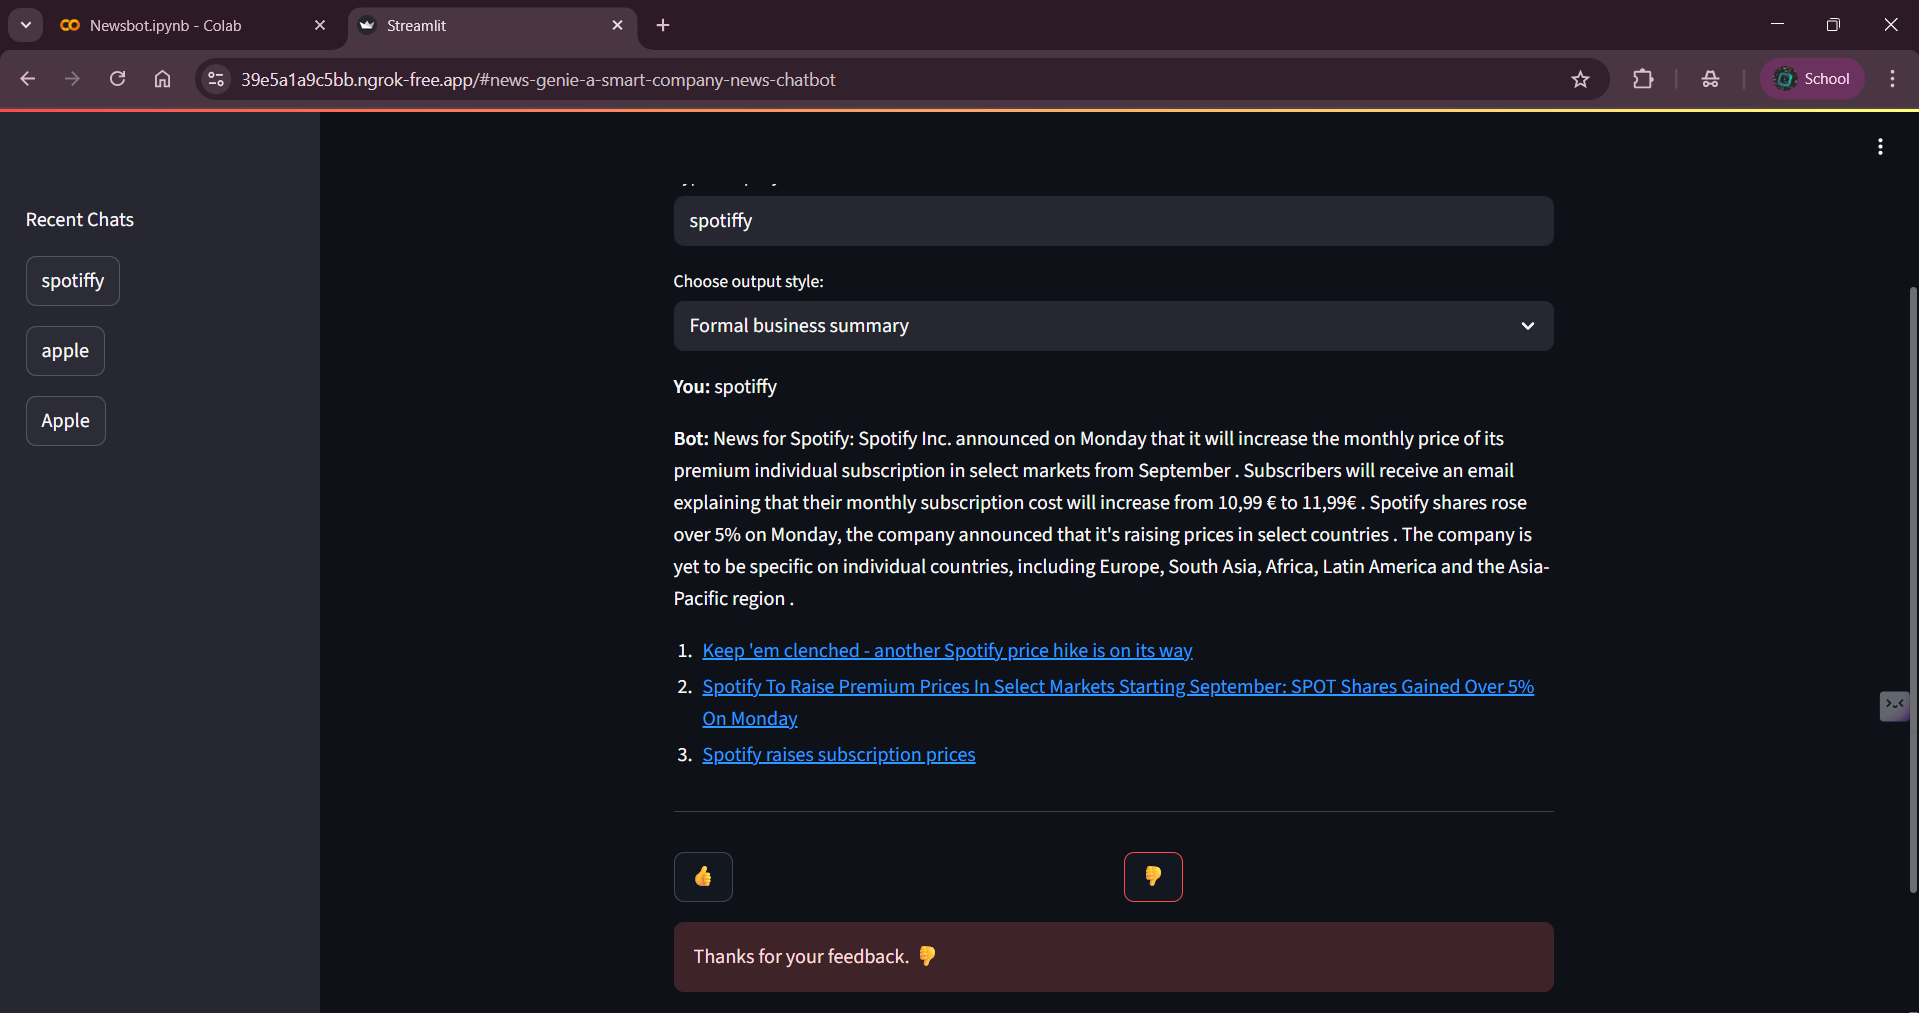 Newsbot.ipynb - Colab
Streamlit
39e5a1a9c5bb.ngrok-free.app/#news-genie-a-smart-company-news-chatbot
School
Recent Chats
spotiffy
apple
Apple
spotiffy
Choose output style:
Formal business summary
You: spotiffy
Bot: News for Spotify: Spotify Inc. announced on Monday that it will increase the monthly price of its
premium individual subscription in select markets from September . Subscribers will receive an email
explaining that their monthly subscription cost will increase from 10,99 € to 11,99€ . Spotify shares rose
over 5% on Monday, the company announced that it's raising prices in select countries . The company is
yet to be specific on individual countries, including Europe, South Asia, Africa, Latin America and the Asia-
Pacific region .
1. Keep 'em clenched - another Spotify price hike is on its way
2. Spotify To Raise Premium Prices In Select Markets Starting September: SPOT Shares Gained Over 5%
On Monday
3. Spotify raises subscription prices
👍
👎
Thanks for your feedback. 👎